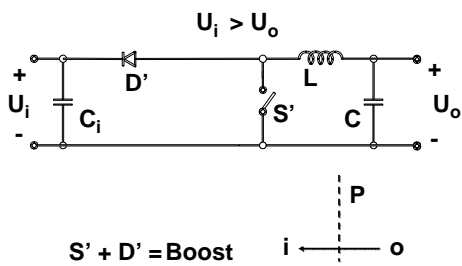 Ui > Uo
+ D’ L +
Ui Ci S’ C Uo
- -
P
S’ + D’ = Boost i o